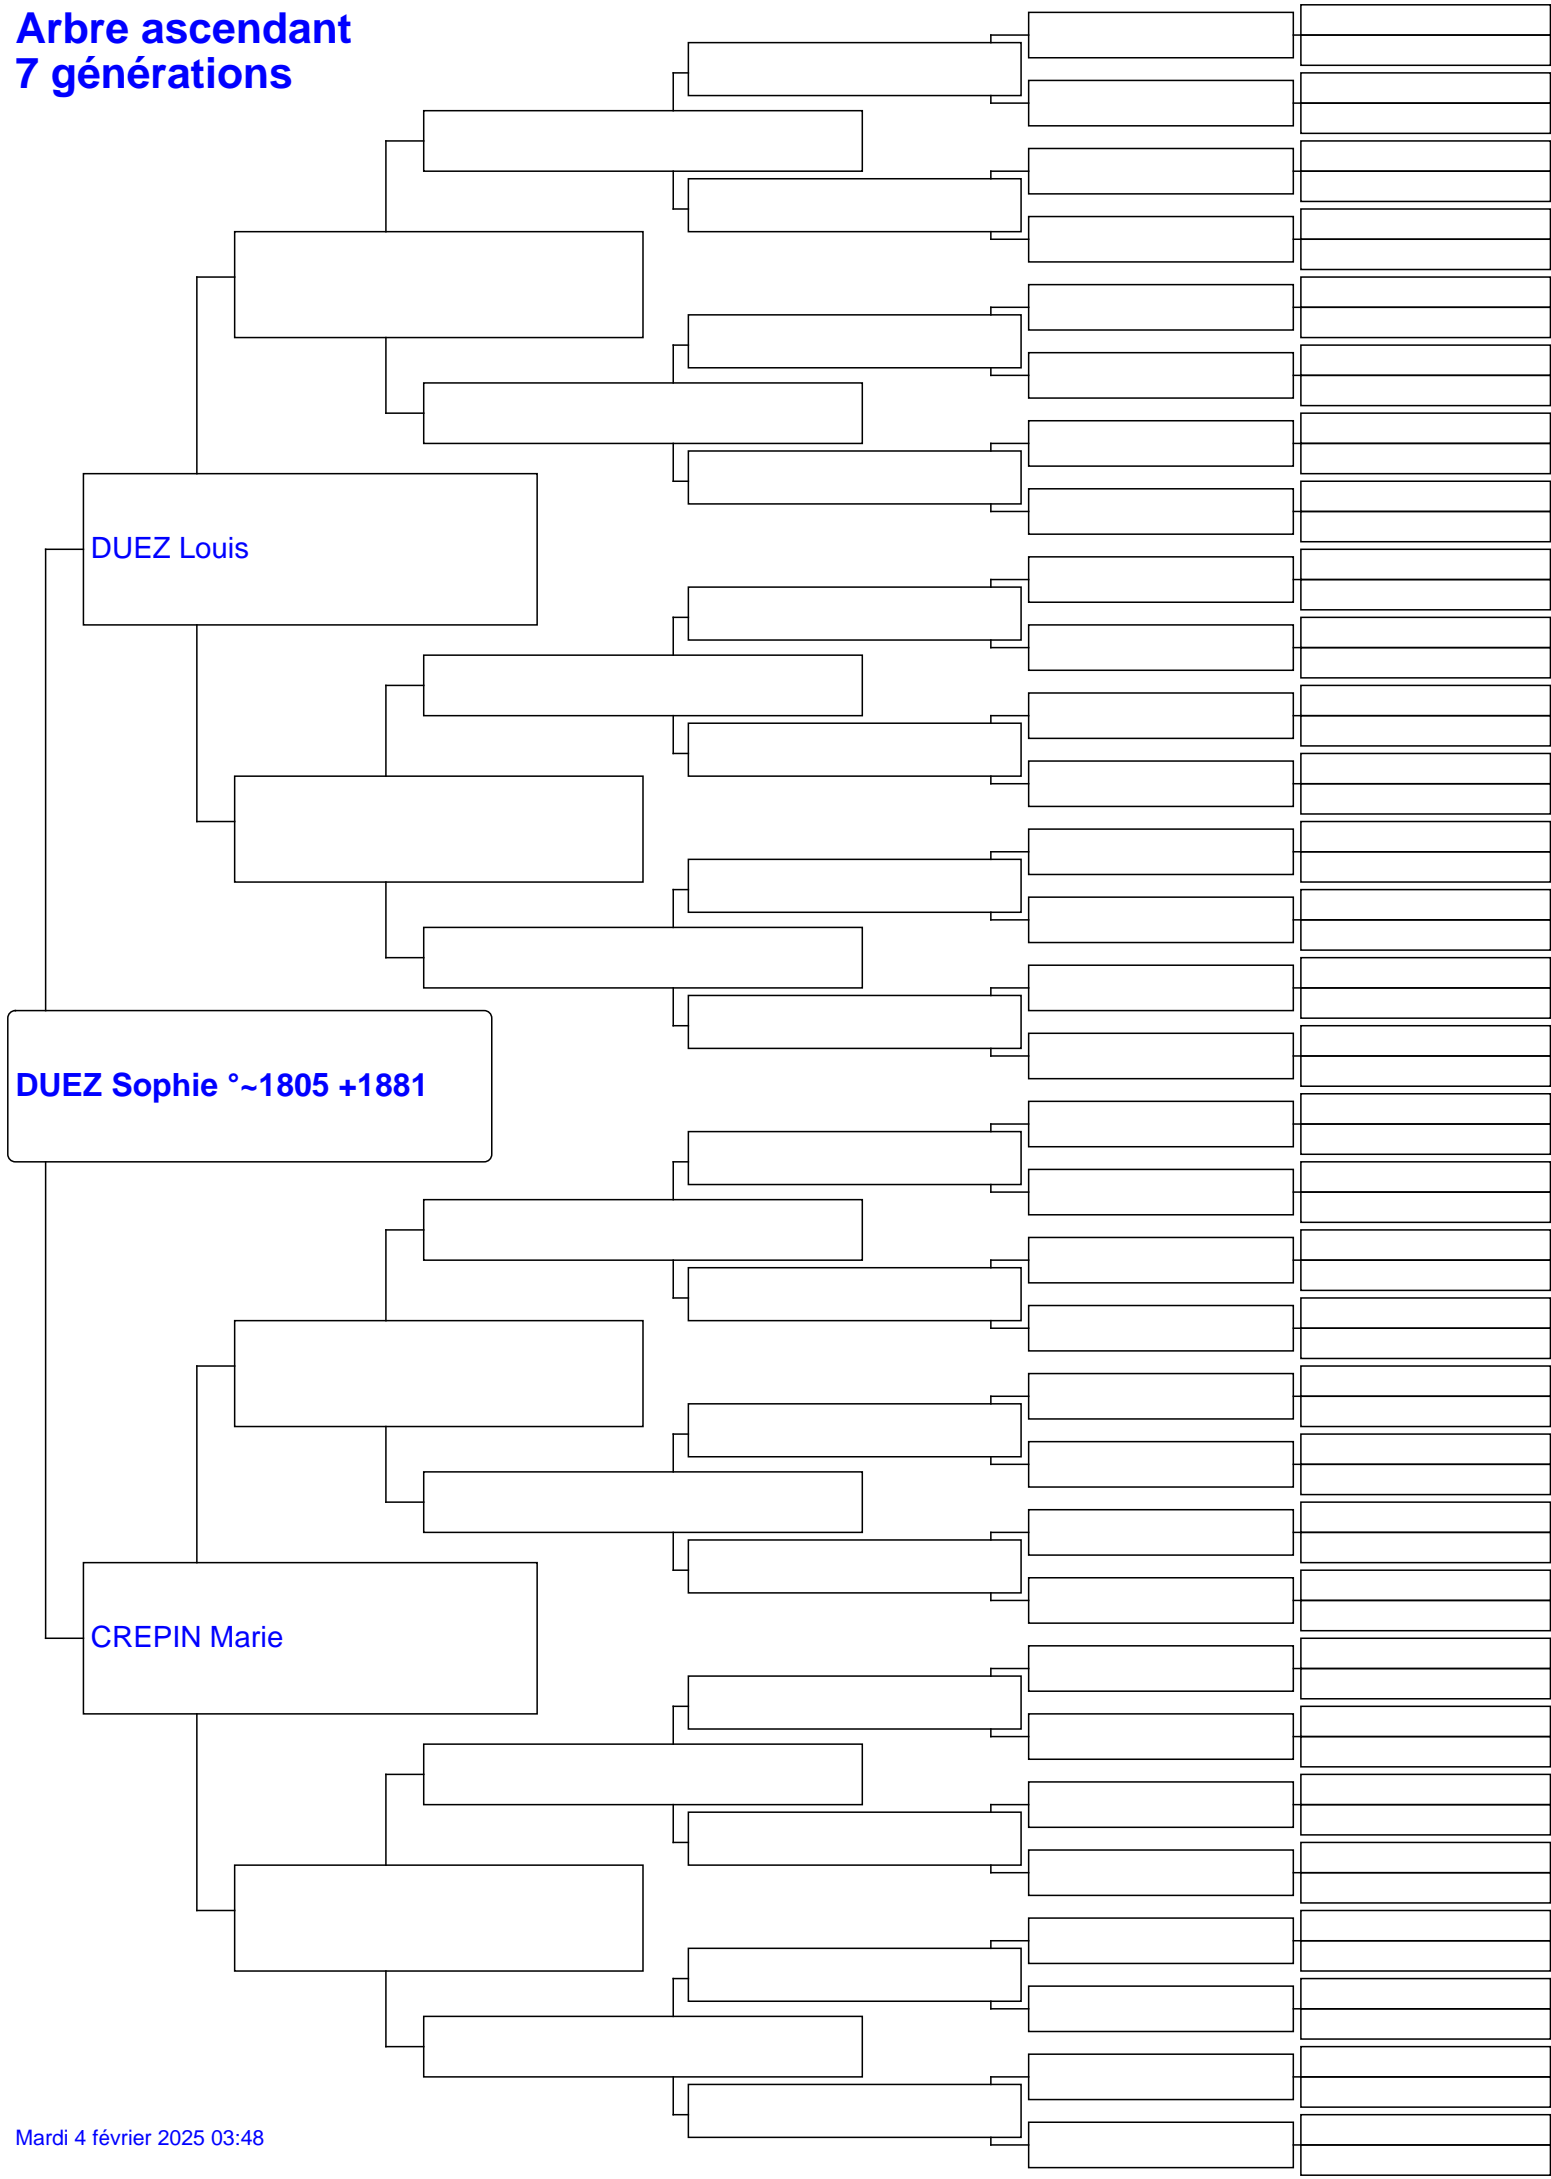 Arbre ascendant
7 générations
DUEZ Louis
DUEZ Sophie °~1805 +1881
CREPIN Marie
Mardi 4 février 2025 03:48